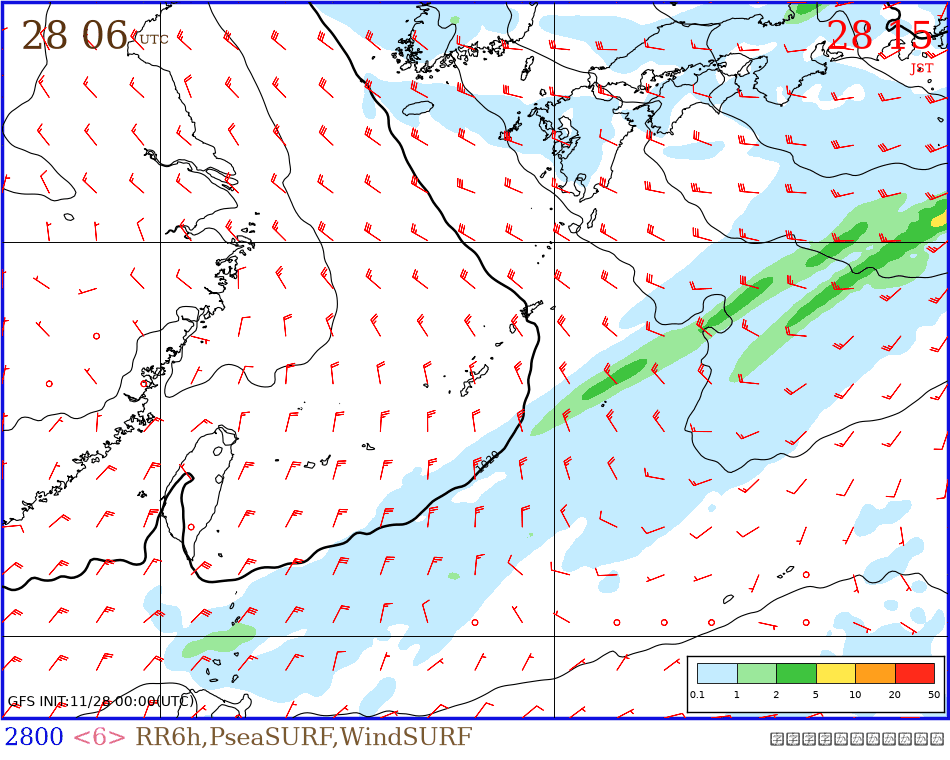 28 06 UTC
28 15
JST
1020
GFS INIT:11/28 00:00(UTC)
0.1 1 2 5 10 20 50
2800 <6> RR6h,PseaSURF,WindSURF